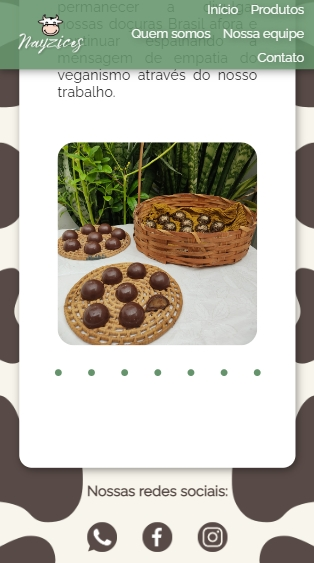 Início Produtos
Nayzices
Quem somos Nossa equipe
Contato
permanecer a
nossas doçuras Brasil afora e
continuar espalhando a
mensagem de empatia do
veganismo através do nosso
trabalho.
Nossas redes sociais: